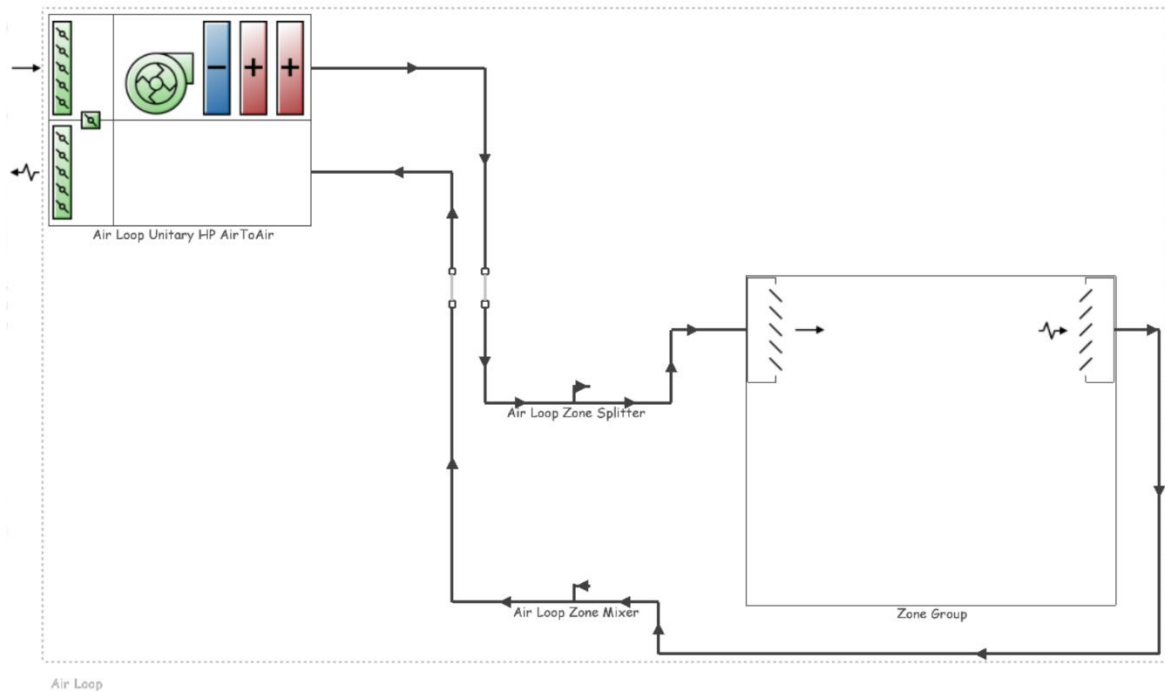 Air Loop Unitary HP AirToAir
Air Loop Zone Splitter
Air Loop Zone Mixer
Zone Group
Air Loop